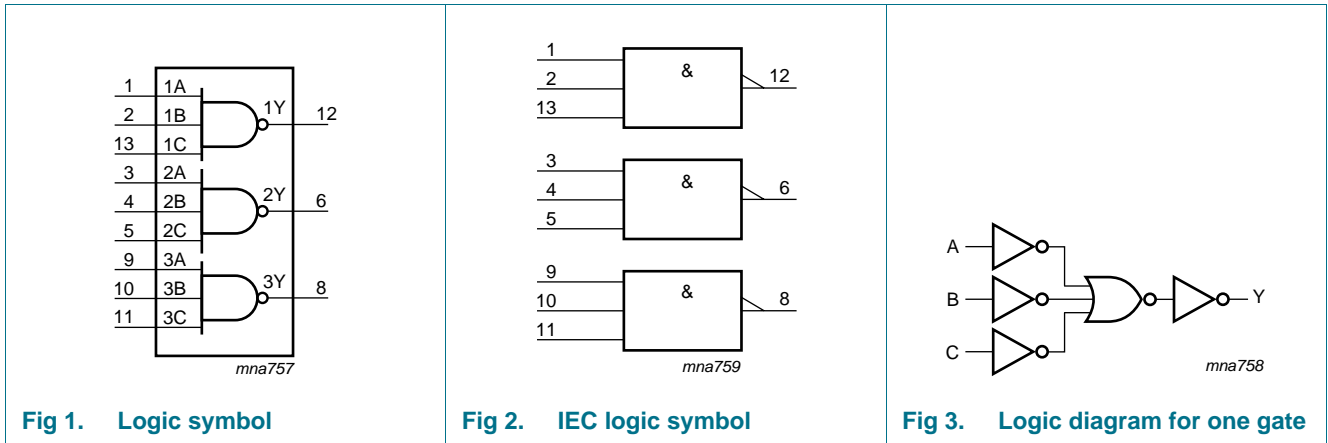 1 1A
1Y
2 1B 12
13 1C
3 2A
2Y
4 2B 6
5 2C
9 3A
3Y
10 3B 8
11 3C
mna757
Fig 1. Logic symbol
1
& 12
2
13
3
& 6
4
5
9
& 8
10
11
mna759
Fig 2. IEC logic symbol
A
B Y
C
mna758
Fig 3. Logic diagram for one gate